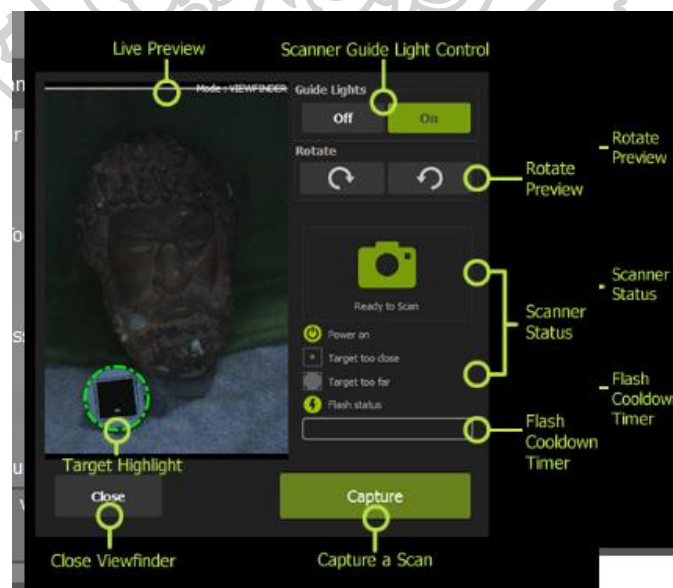 Live Preview
Scanner Guide Light Control
Mode : VIEWFINDER
Guide Lights
Off
On
Rotate
Rotate
Preview
Rotate
Preview
Ready to Scan
Scanner
Status
Scanner
Status
Power on
Target too close
Target too far
Flash status
Flash
Cooldown
Timer
Flash
Cooldow
Timer
Target Highlight
Close
Capture
Close Viewfinder
Capture a Scan